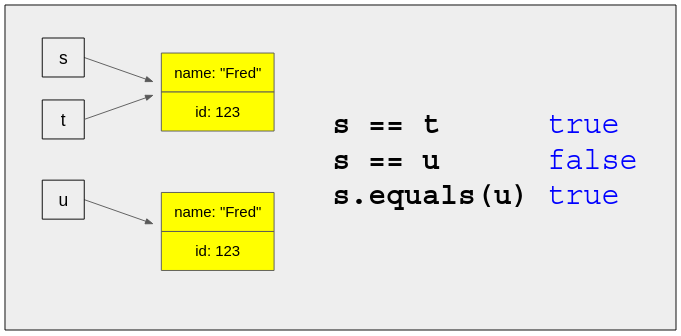 s
t
u
name: "Fred"
id: 123
name: "Fred"
id: 123
s == t true
s == u false
s.equals(u) true